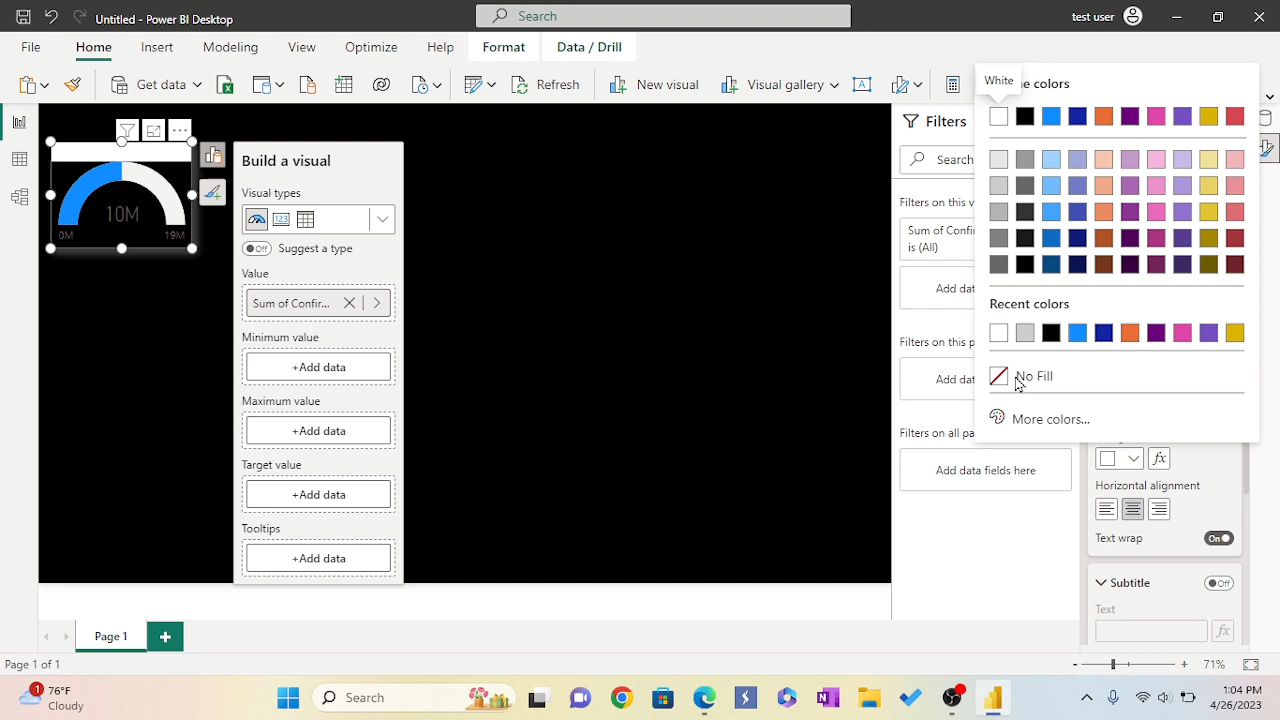 Untitled - Power BI Desktop
Search
test user
File
Home
Insert
Modeling
View
Optimize
Help
Format
Data / Drill
Get data
Refresh
New visual
Visual gallery
White
e colors
10M
0M
19M
Build a visual
Visual types
123
Off
Suggest a type
Value
Sum of Confir...
Minimum value
+Add data
Maximum value
+Add data
Target value
+Add data
Tooltips
+Add data
Filters
Search
Filters on this v
Sum of Confi
is (All)
Add dat
Filters on this p
Add dat
Filters on all pa
Add data fields here
Recent colors
No Fill
More colors...
fx
Horizontal alignment
Text wrap
On
Subtitle
Off
Text
fx
Page 1
Page 1 of 1
71%
1
76°F
Cloudy
Search
1:04 PM
4/26/2023